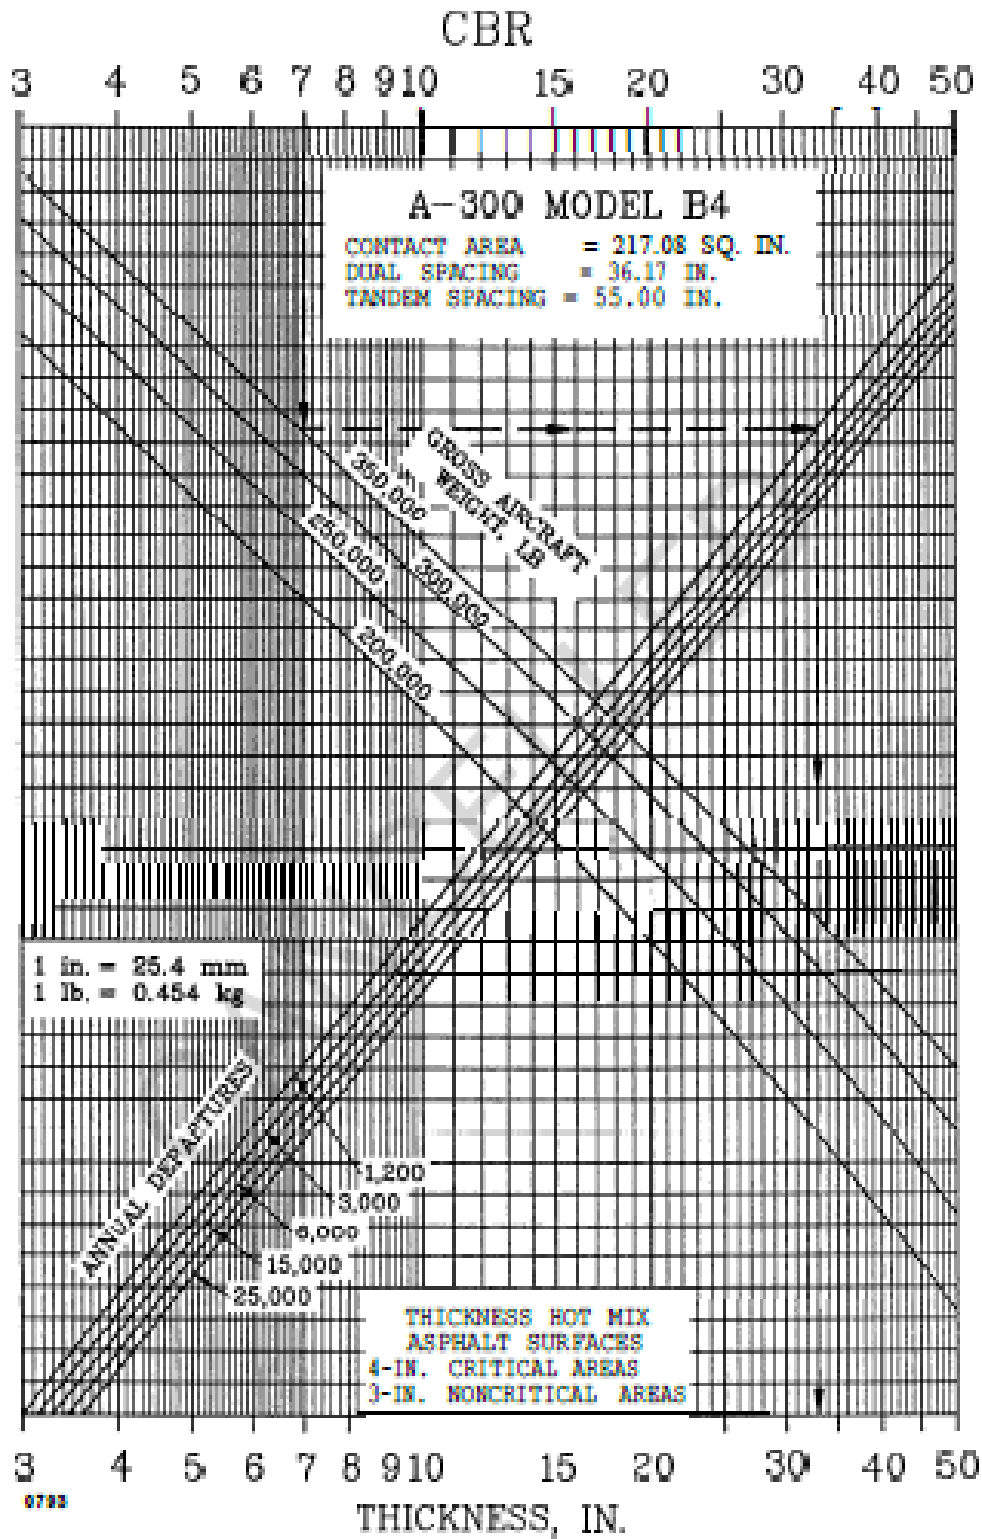 CBR
3 4 5 6 7 8 9 10 15 20 30 40 50
A-300 MODEL B4
CONTACT AREA = 217.08 SQ. IN.
DUAL SPACING = 36.17 IN.
TANDEM SPACING = 55.00 IN.
GROSS AIRCRAFT
WEIGHT, LB
350,000
300,000
250,000
200,000
1 in. = 25.4 mm
1 lb. = 0.454 kg
ANNUAL DEPARTURES
1,200
3,000
6,000
15,000
25,000
THICKNESS HOT MIX
ASPHALT SURFACES
4-IN. CRITICAL AREAS
3-IN. NONCRITICAL AREAS
3 4 5 6 7 8 9 10 15 20 30 40 50
0793
THICKNESS, IN.